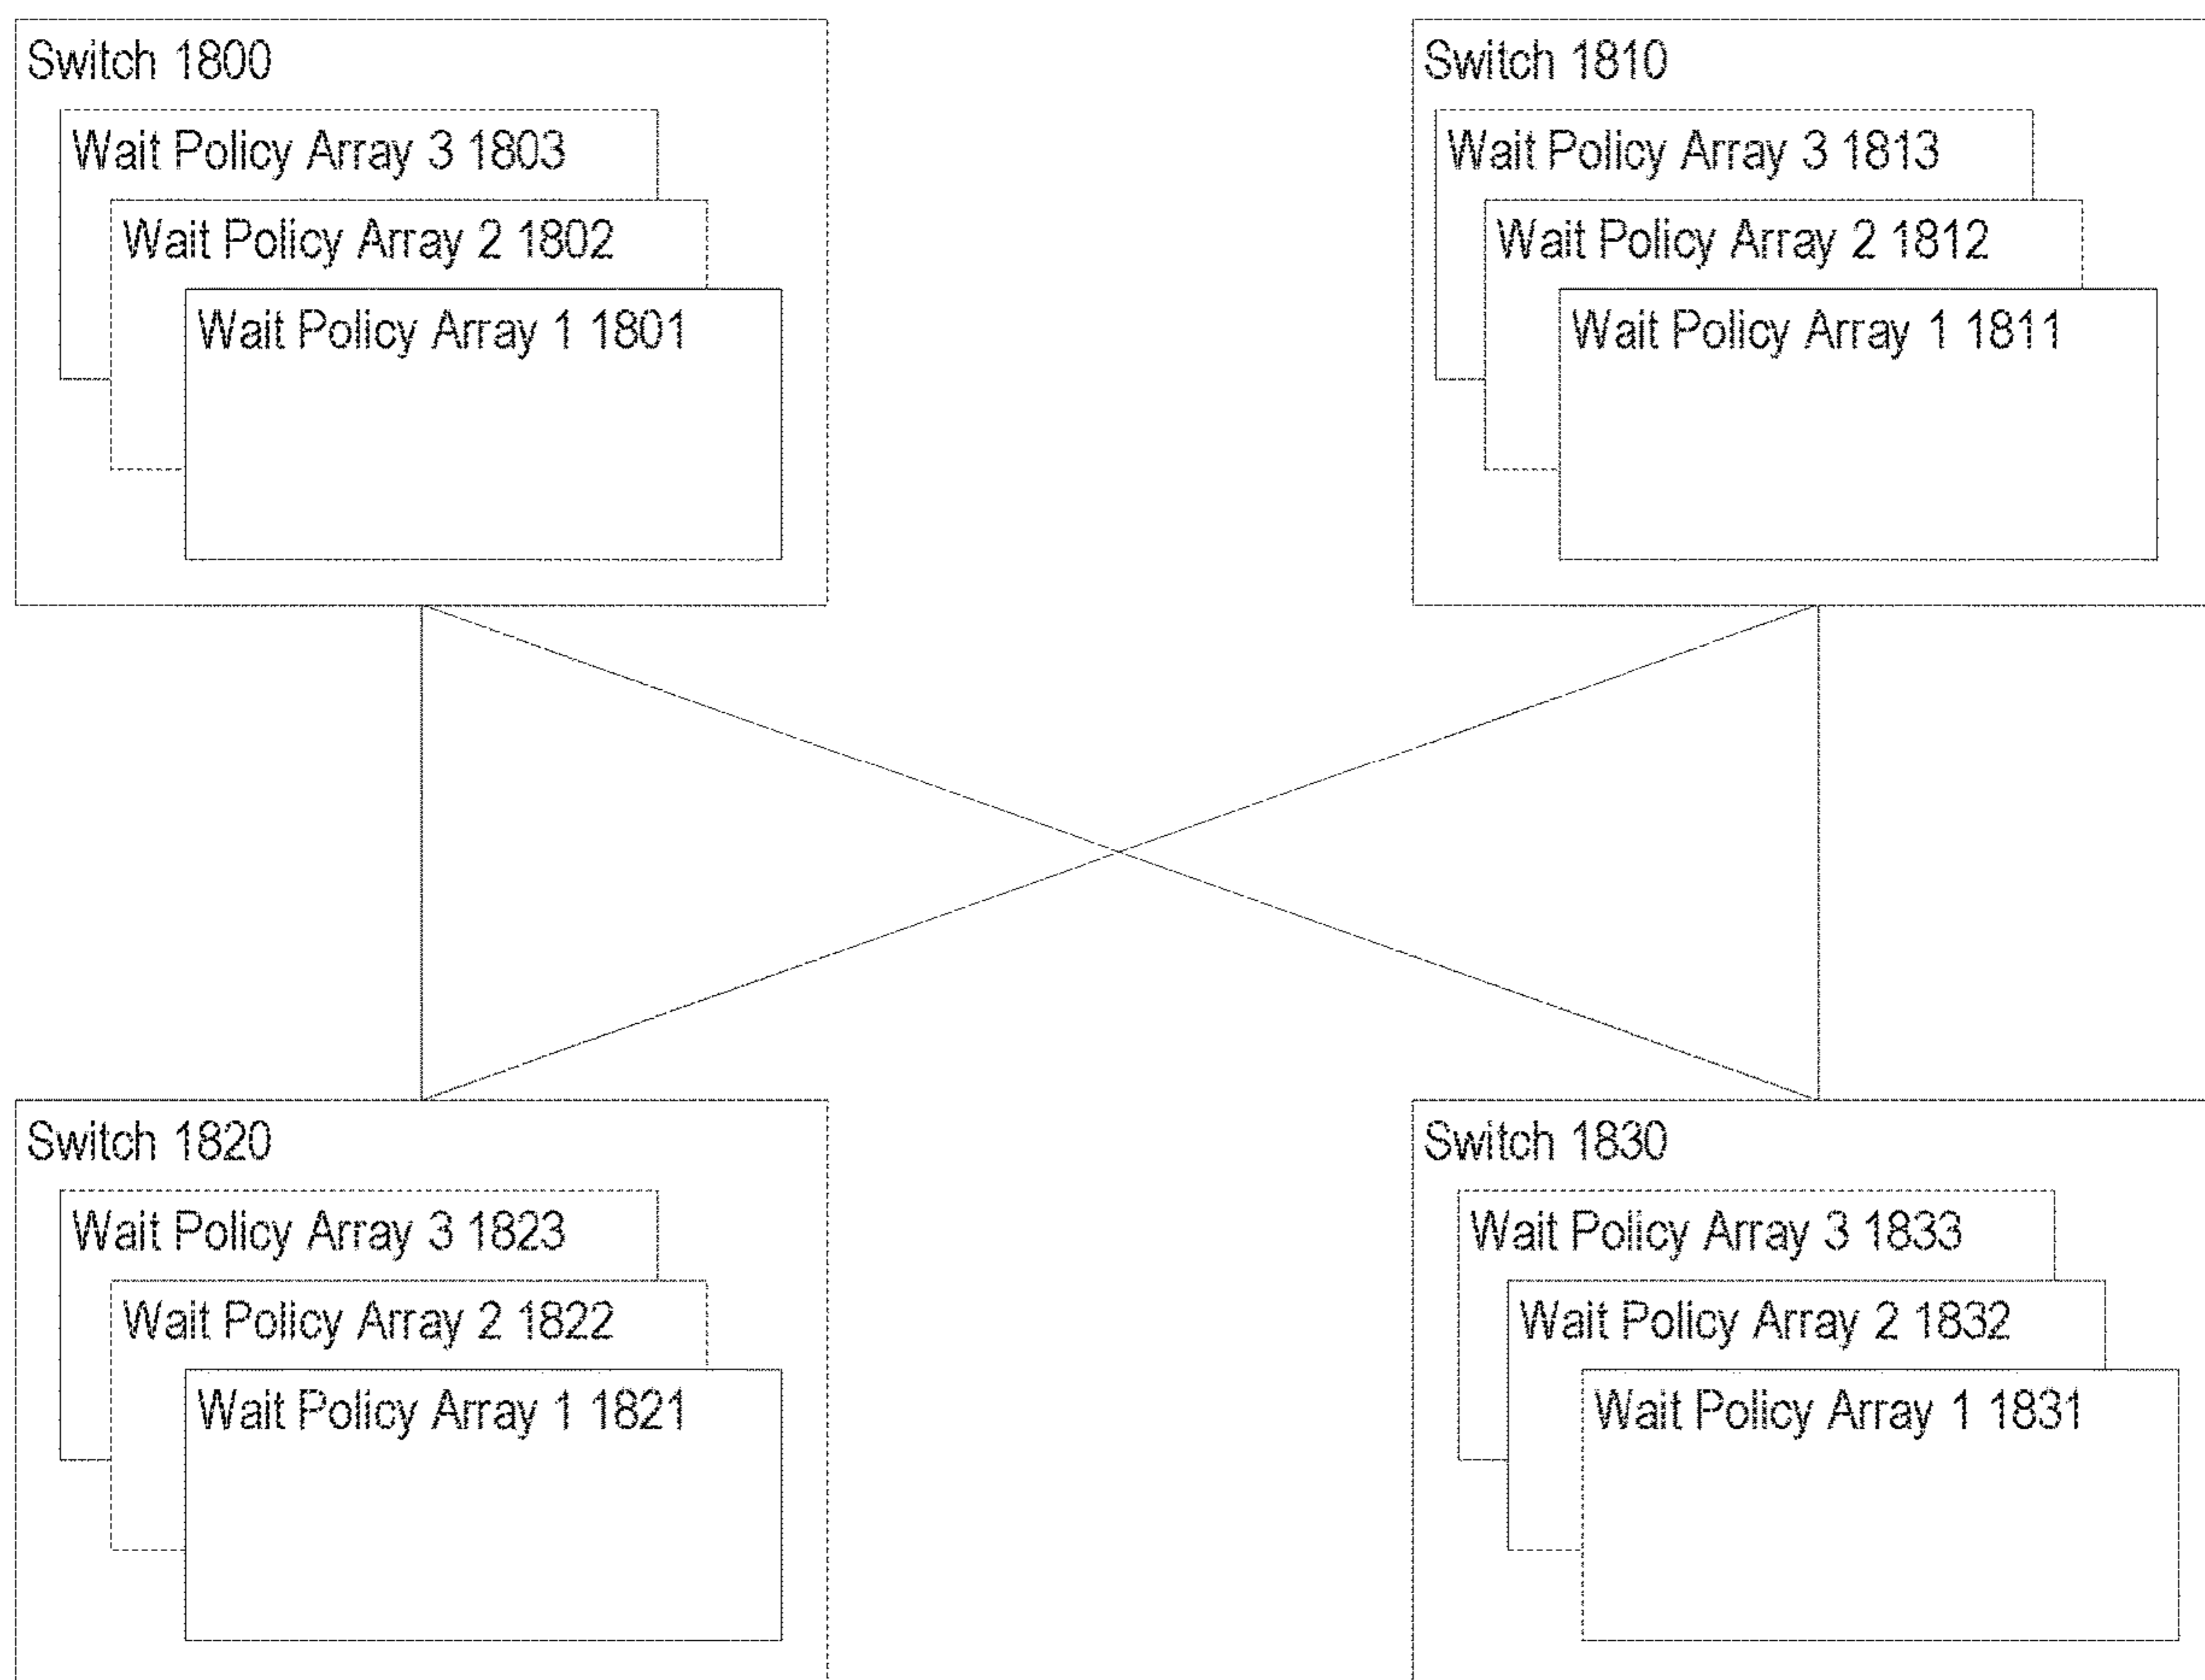 Switch 1800
Wait Policy Array 3 1803
Wait Policy Array 2 1802
Wait Policy Array 1 1801
Switch 1810
Wait Policy Array 3 1813
Wait Policy Array 2 1812
Wait Policy Array 1 1811
Switch 1820
Wait Policy Array 3 1823
Wait Policy Array 2 1822
Wait Policy Array 1 1821
Switch 1830
Wait Policy Array 3 1833
Wait Policy Array 2 1832
Wait Policy Array 1 1831